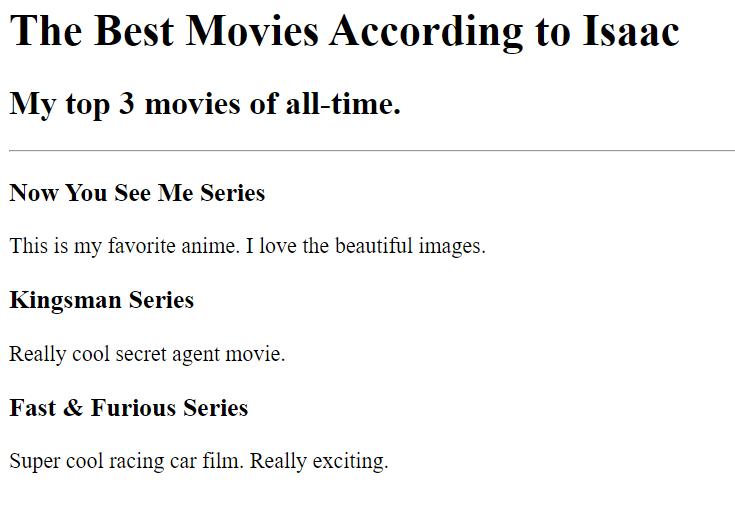 The Best Movies According to Isaac
My top 3 movies of all-time.
Now You See Me Series
This is my favorite anime. I love the beautiful images.
Kingsman Series
Really cool secret agent movie.
Fast & Furious Series
Super cool racing car film. Really exciting.